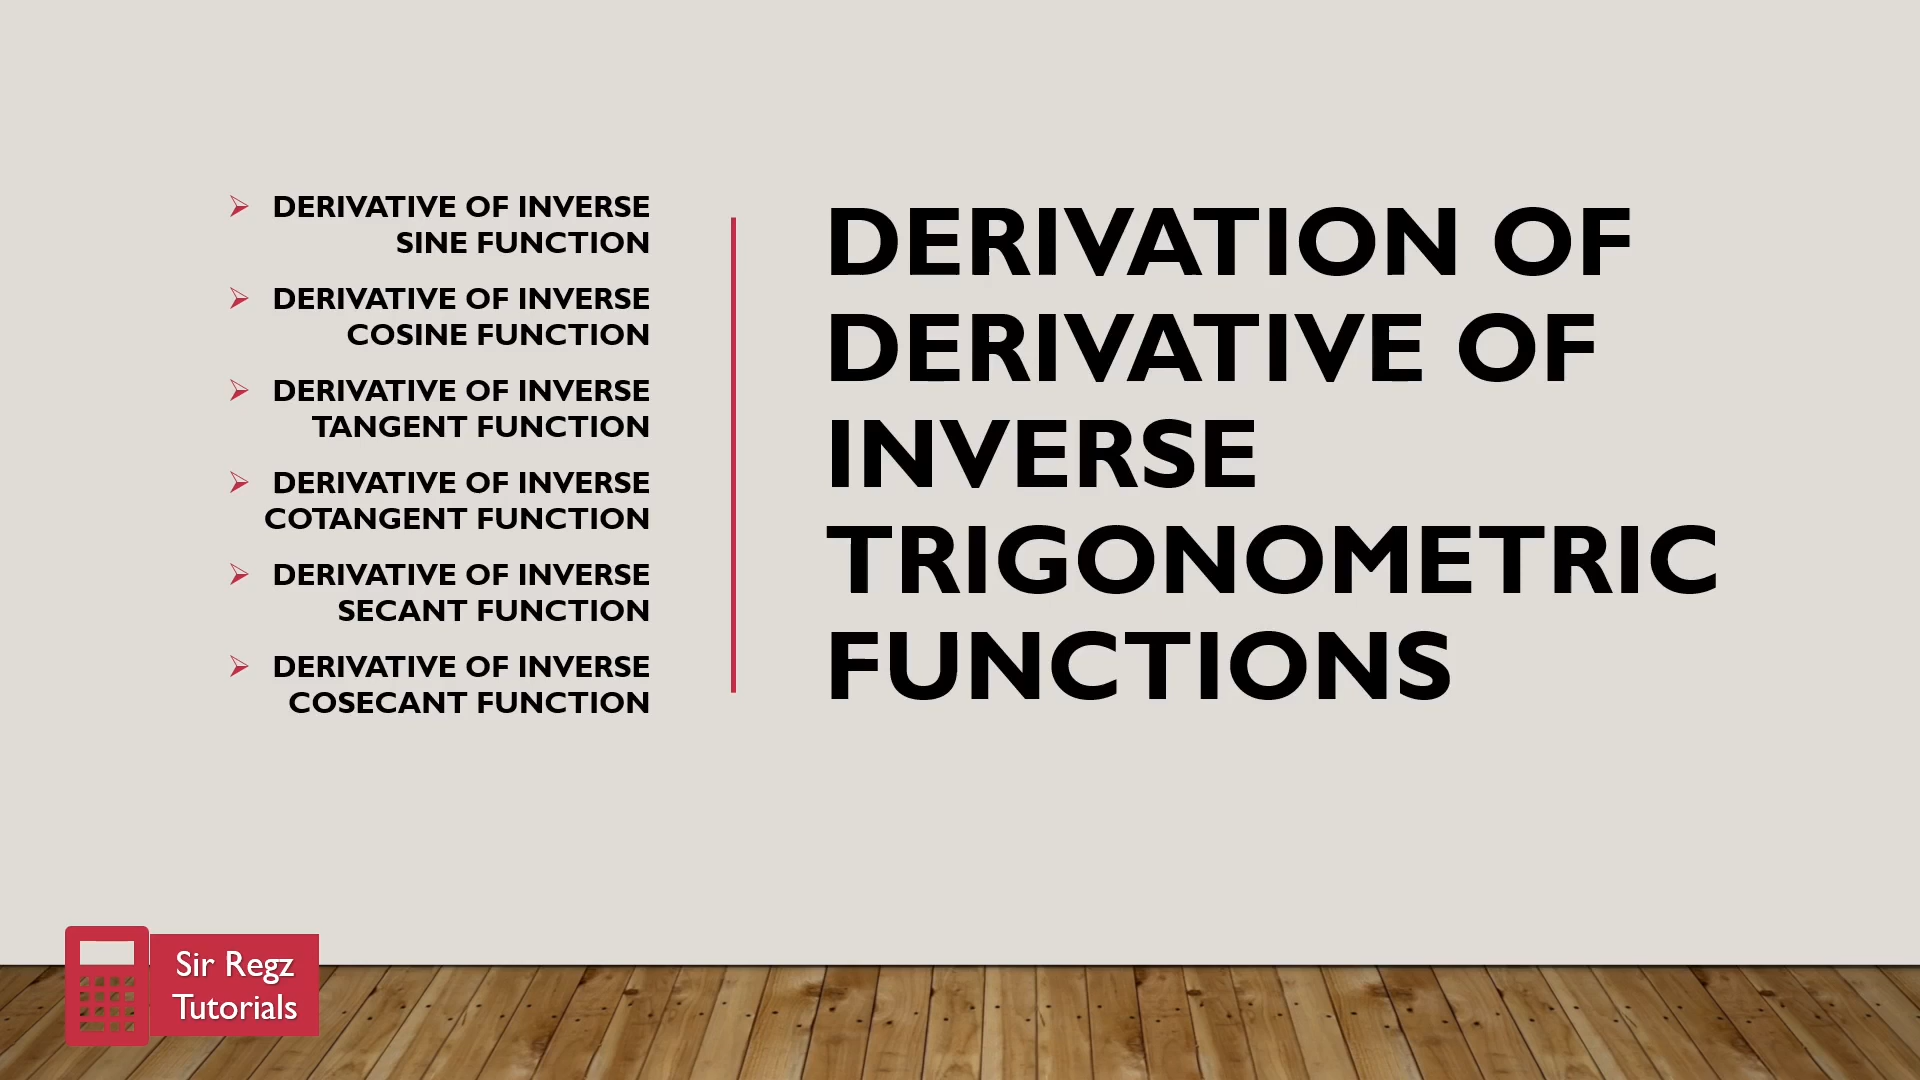 DERIVATIVE OF INVERSE
SINE FUNCTION
DERIVATIVE OF INVERSE
COSINE FUNCTION
DERIVATIVE OF INVERSE
TANGENT FUNCTION
DERIVATIVE OF INVERSE
COTANGENT FUNCTION
DERIVATIVE OF INVERSE
SECANT FUNCTION
DERIVATIVE OF INVERSE
COSECANT FUNCTION
DERIVATION OF
DERIVATIVE OF
INVERSE
TRIGONOMETRIC
FUNCTIONS
Sir Regz
Tutorials